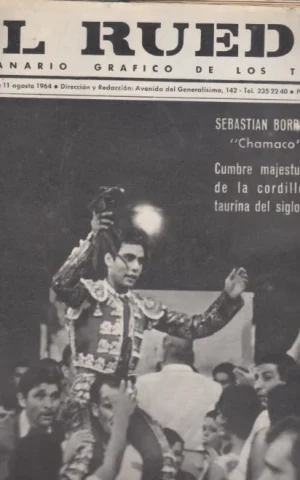 L RUED
ANARIO GRAFICO DE LOS T
11 agosto 1964 • Dirección y Redacción: Avenida del Generalísimo, 142 - Tel. 235 22 40 •
SEBASTIAN BORR
"Chamaco"
Cumbre majestu
de la cordill
taurina del siglo